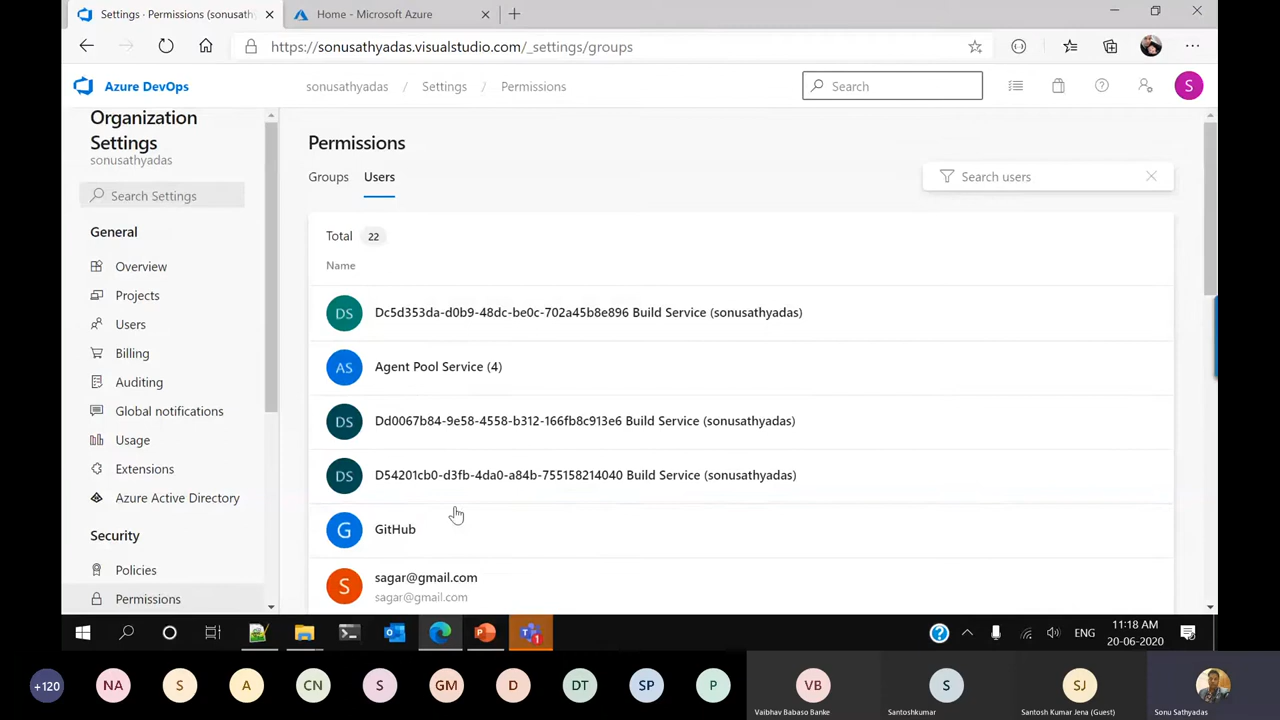 Settings · Permissions (sonusath
Home - Microsoft Azure
https://sonusathyadas.visualstudio.com/_settings/groups
Azure DevOps
sonusathyadas / Settings / Permissions
Search
S
Organization
Settings
sonusathyadas
Search Settings
General
Overview
Projects
Users
Billing
Auditing
Global notifications
Usage
Extensions
Azure Active Directory
Security
Policies
Permissions
Permissions
Groups
Users
Search users
Total 22
Name
DS Dc5d353da-d0b9-48dc-be0c-702a45b8e896 Build Service (sonusathyadas)
AS Agent Pool Service (4)
DS Dd0067b84-9e58-4558-b312-166fb8c913e6 Build Service (sonusathyadas)
DS D54201cb0-d3fb-4da0-a84b-755158214040 Build Service (sonusathyadas)
G GitHub
S sagar@gmail.com
sagar@gmail.com
1
ENG
11:18 AM
20-06-2020
+120 NA S A CN S GM D DT SP P VB S SJ
Vaibhav Babaso Banke
Santoshkumar
Santosh Kumar Jena (Guest)
Sonu Sathyadas